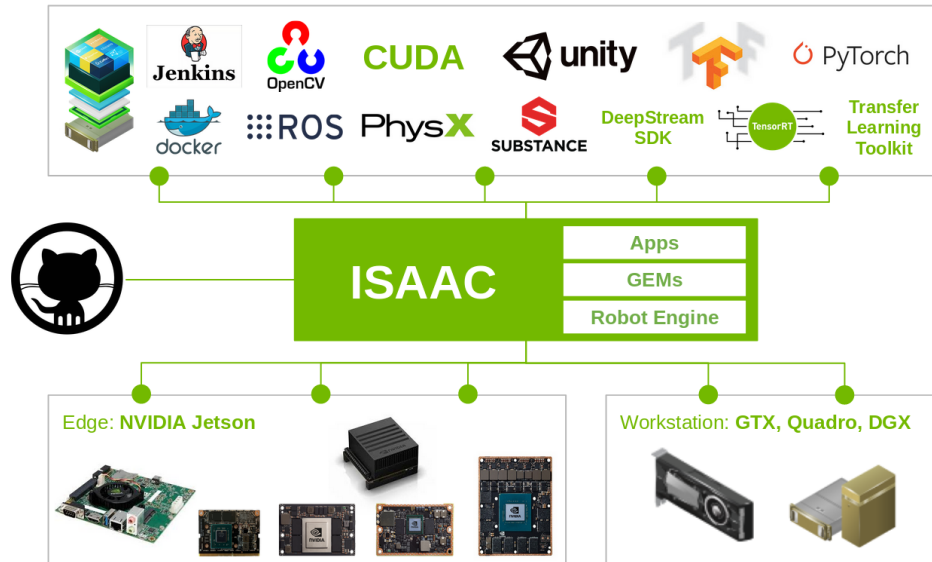 Jenkins
OpenCV
CUDA
unity
PyTorch
docker
ROS
PhysX
SUBSTANCE
DeepStream
SDK
TensorRT
Transfer
Learning
Toolkit
ISAAC
Apps
GEMs
Robot Engine
Edge: NVIDIA Jetson
Workstation: GTX, Quadro, DGX
NVIDIA